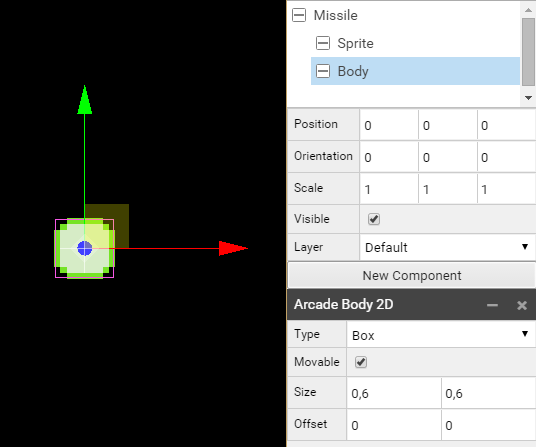 Missile
Sprite
Body
Position 0 0 0
Orientation 0 0 0
Scale 1 1 1
Visible
Layer Default
New Component
Arcade Body 2D
Type Box
Movable
Size 0,6 0,6
Offset 0 0